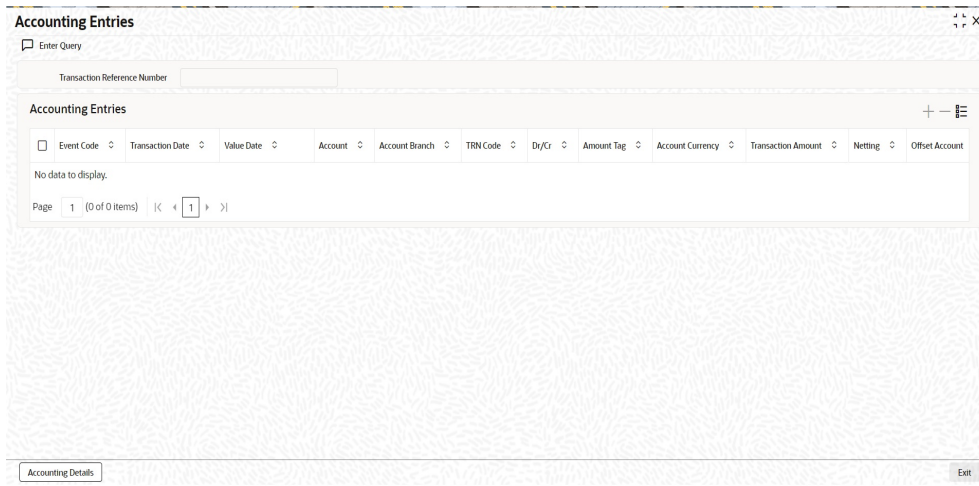 Accounting Entries
Enter Query
Transaction Reference Number
Accounting Entries
Event Code Transaction Date Value Date Account Account Branch TRN Code Dr/Cr Amount Tag Account Currency Transaction Amount Netting Offset Account
No data to display.
Page 1 (0 of 0 items) 1
Accounting Details Exit